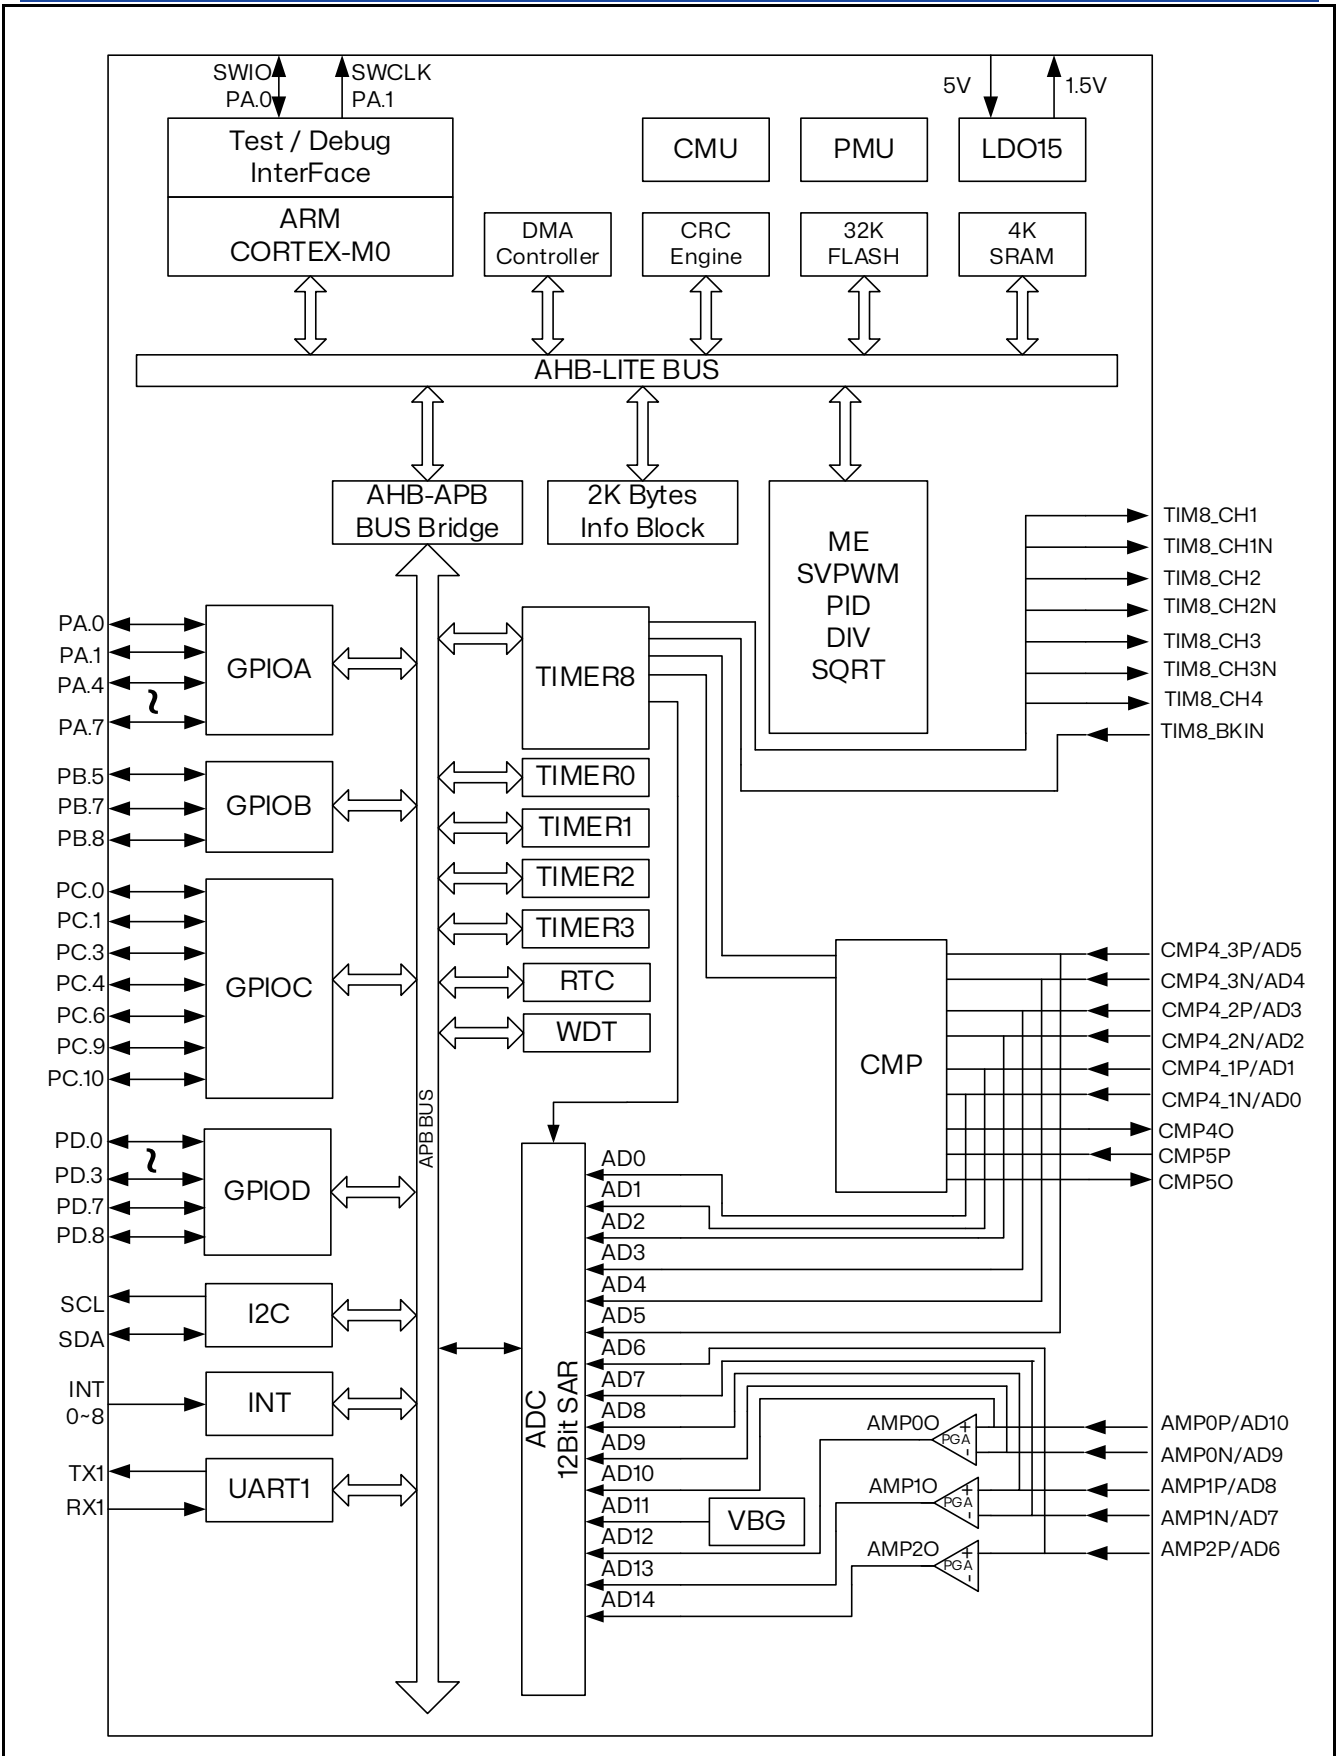 SWIO
PA.0
SWCLK
PA.1
5V
1.5V
Test / Debug
InterFace
ARM
CORTEX-M0
CMU
PMU
LDO15
DMA
Controller
CRC
Engine
32K
FLASH
4K
SRAM
AHB-LITE BUS
AHB-APB
BUS Bridge
2K Bytes
Info Block
ME
SVPWM
PID
DIV
SQRT
TIM8_CH1
TIM8_CH1N
TIM8_CH2
TIM8_CH2N
TIM8_CH3
TIM8_CH3N
TIM8_CH4
TIM8_BKIN
PA.0
PA.1
PA.4
~
PA.7
GPIOA
PB.5
PB.7
PB.8
GPIOB
PC.0
PC.1
PC.3
PC.4
PC.6
PC.9
PC.10
GPIOC
PD.0
~
PD.3
PD.7
PD.8
GPIOD
SCL
SDA
I2C
INT
0~8
INT
TX1
RX1
UART1
APB BUS
TIMER8
TIMER0
TIMER1
TIMER2
TIMER3
RTC
WDT
CMP
CMP4_3P/AD5
CMP4_3N/AD4
CMP4_2P/AD3
CMP4_2N/AD2
CMP4_1P/AD1
CMP4_1N/AD0
CMP4O
CMP5P
CMP5O
ADC
12Bit SAR
AD0
AD1
AD2
AD3
AD4
AD5
AD6
AD7
AD8
AD9
AD10
AD11
AD12
AD13
AD14
VBG
AMP0O
+
PGA
-
AMP1O
+
PGA
-
AMP2O
+
PGA
-
AMP0P/AD10
AMP0N/AD9
AMP1P/AD8
AMP1N/AD7
AMP2P/AD6